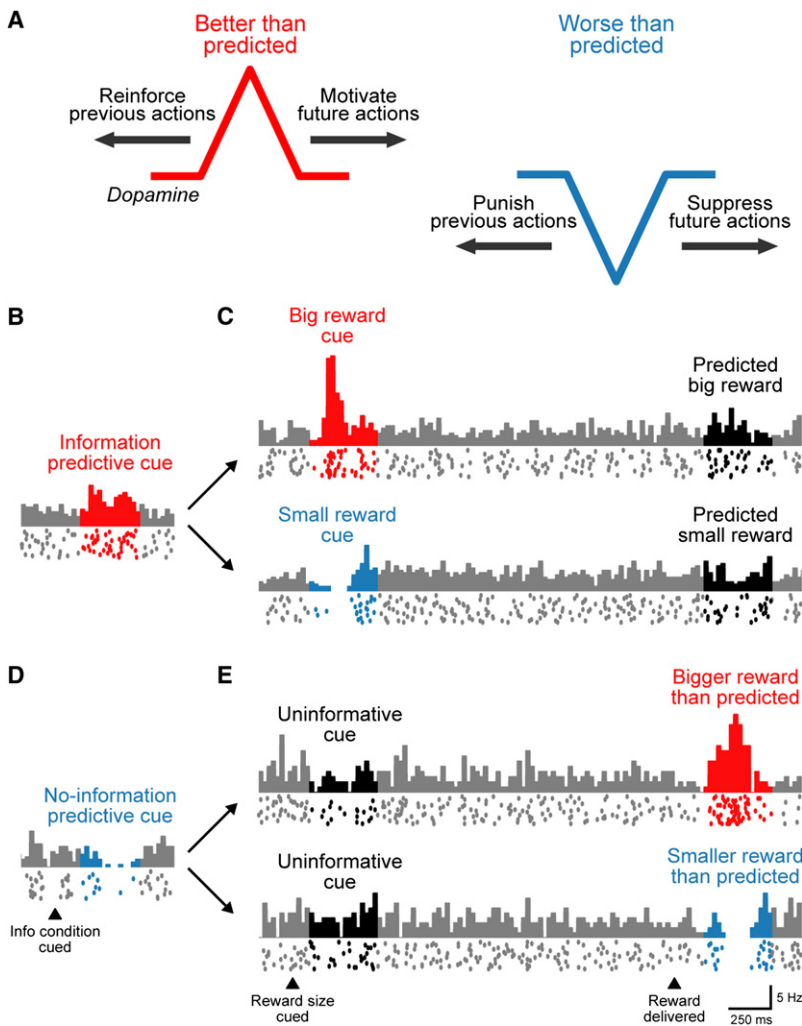 A
Better than
predicted
Worse than
predicted
Reinforce
previous actions
Motivate
future actions
Dopamine
Punish
previous actions
Suppress
future actions
B
Information
predictive cue
C
Big reward
cue
Predicted
big reward
Small reward
cue
Predicted
small reward
D
No-information
predictive cue
Info condition
cued
E
Uninformative
cue
Bigger reward
than predicted
Uninformative
cue
Smaller reward
than predicted
Reward size
cued
Reward
delivered
5 Hz
250 ms